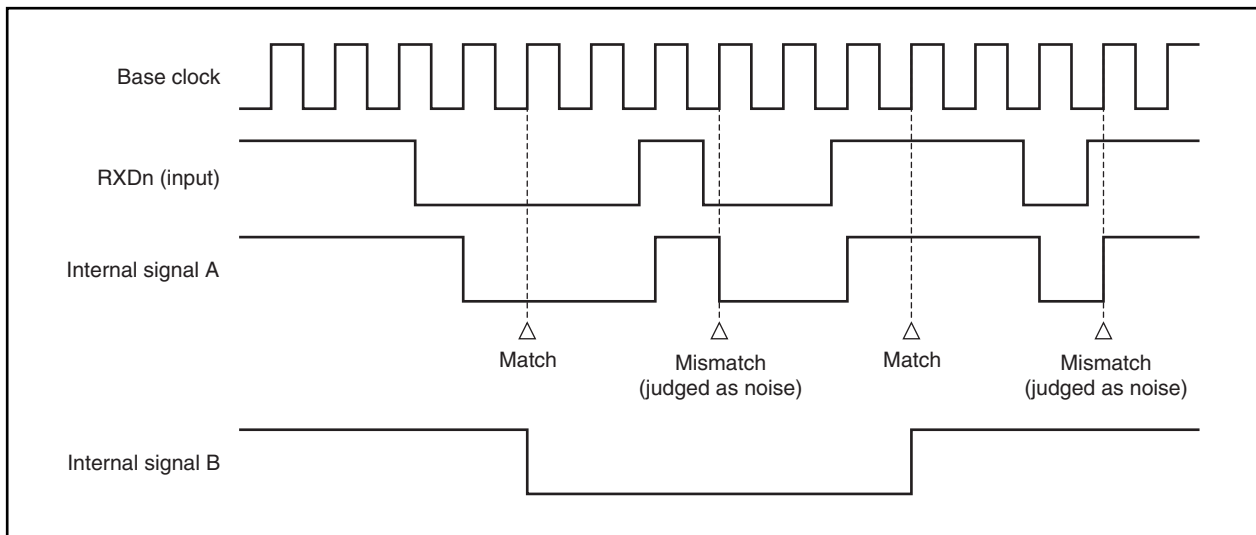 Base clock
RXDn (input)
Internal signal A
Match
Mismatch
(judged as noise)
Match
Mismatch
(judged as noise)
Internal signal B